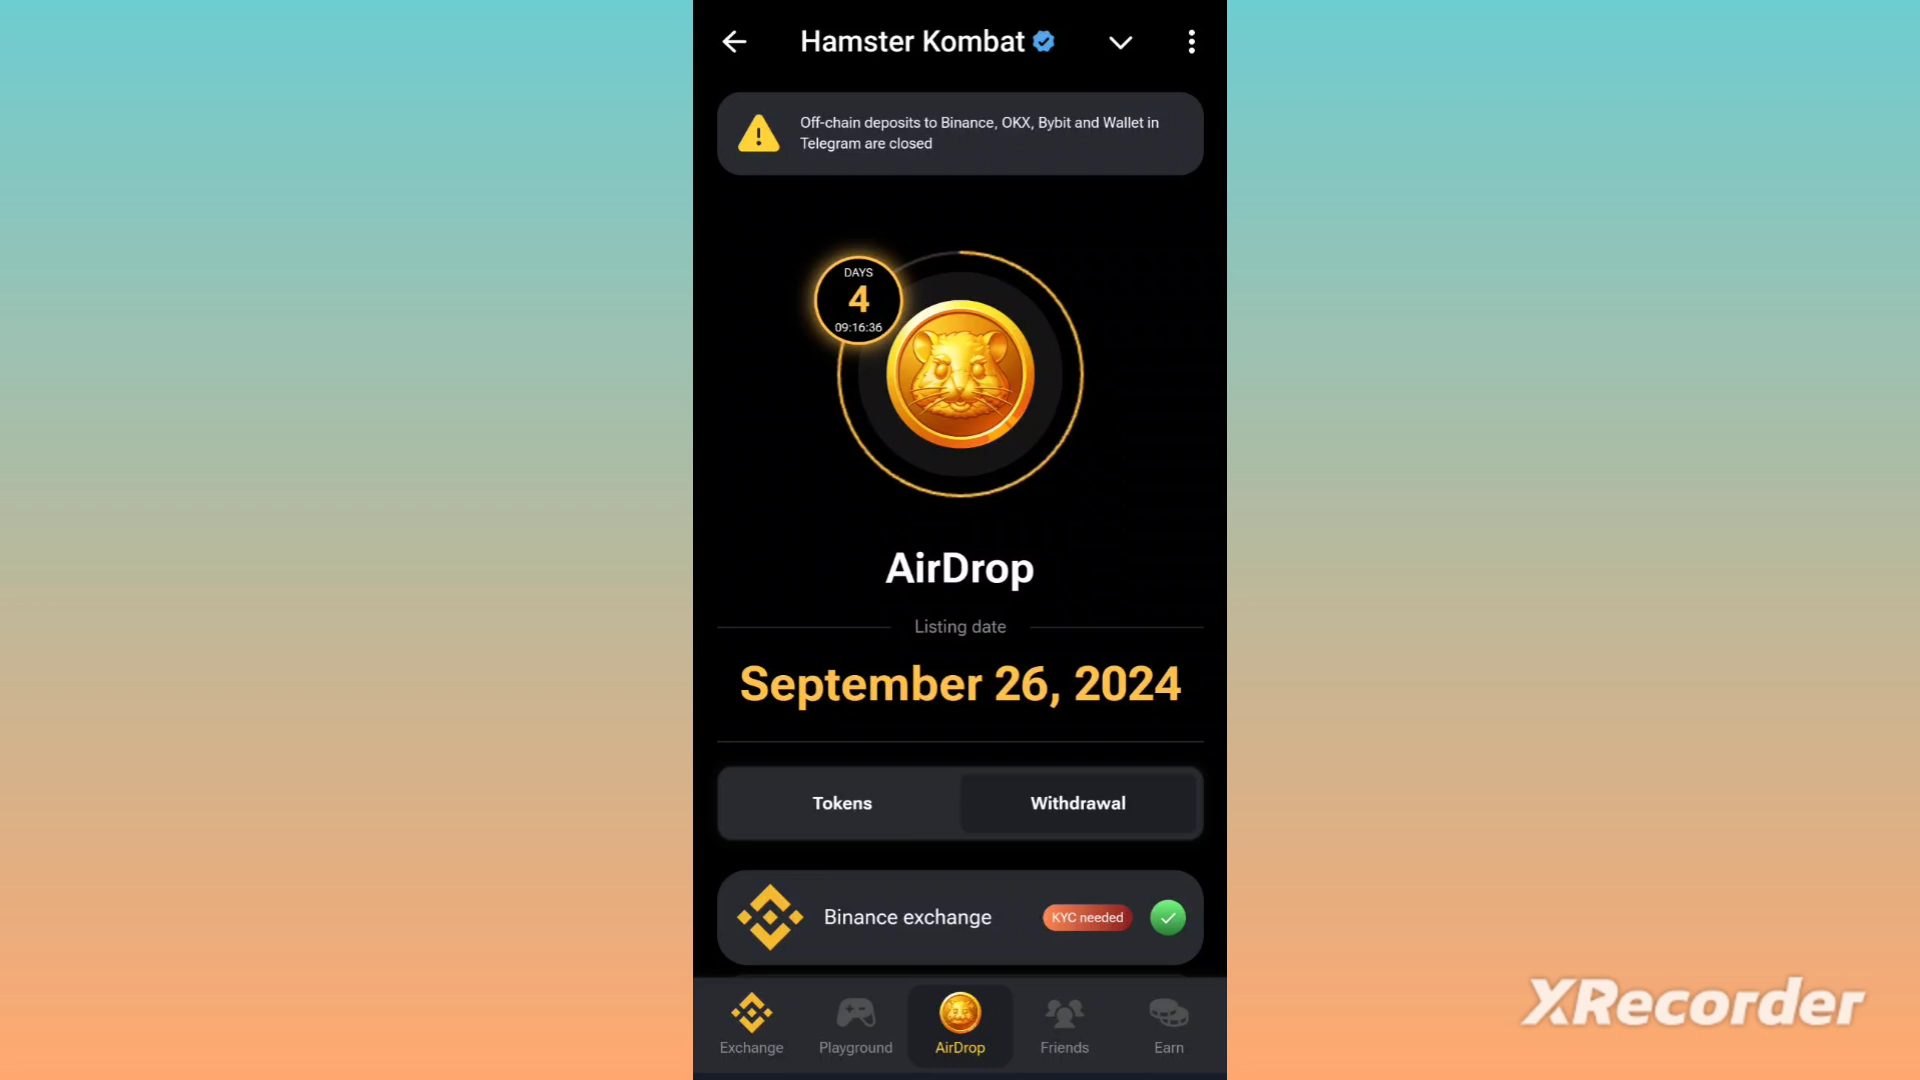 Hamster Kombat
Off-chain deposits to Binance, OKX, Bybit and Wallet in
Telegram are closed
DAYS
4
09:16:36
AirDrop
Listing date
September 26, 2024
Tokens
Withdrawal
Binance exchange
KYC needed
Exchange
Playground
AirDrop
Friends
Earn
XRecorder